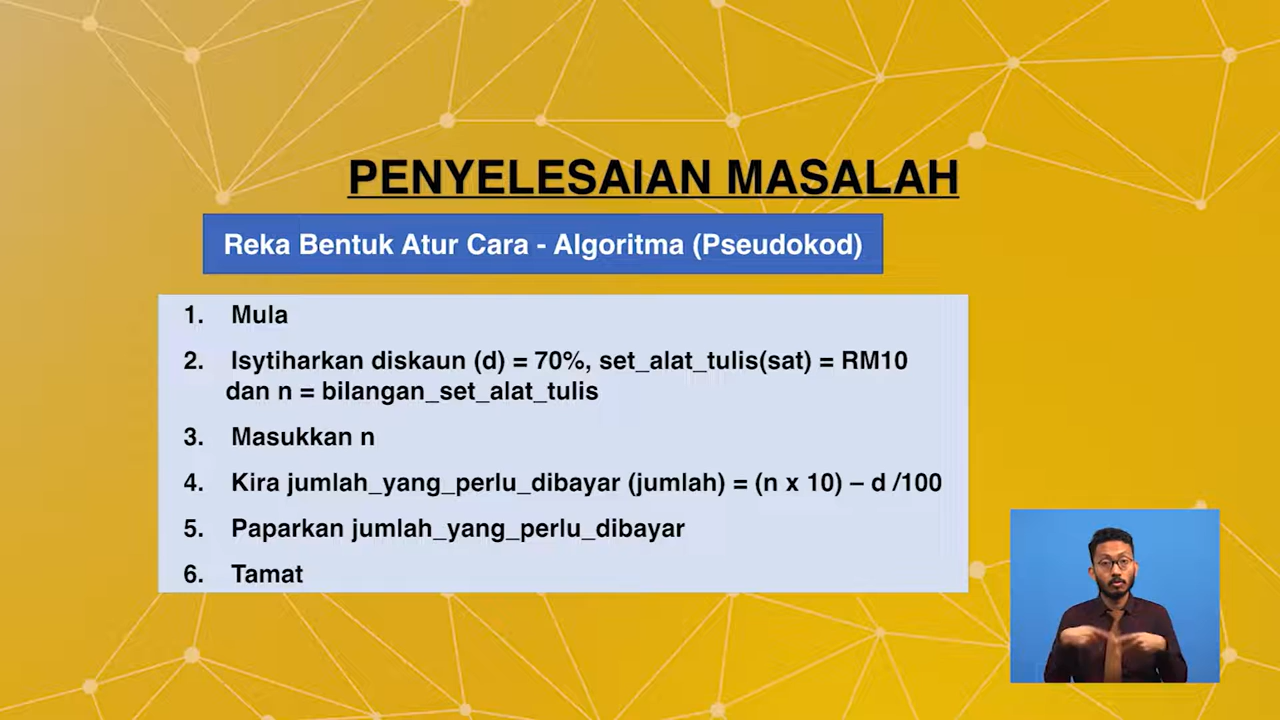 PENYELESAIAN MASALAH
Reka Bentuk Atur Cara - Algoritma (Pseudokod)
1. Mula
2. Isytiharkan diskaun (d) = 70%, set_alat_tulis(sat) = RM10
dan n = bilangan_set_alat_tulis
3. Masukkan n
4. Kira jumlah_yang_perlu_dibayar (jumlah) = (n x 10) – d /100
5. Paparkan jumlah_yang_perlu_dibayar
6. Tamat